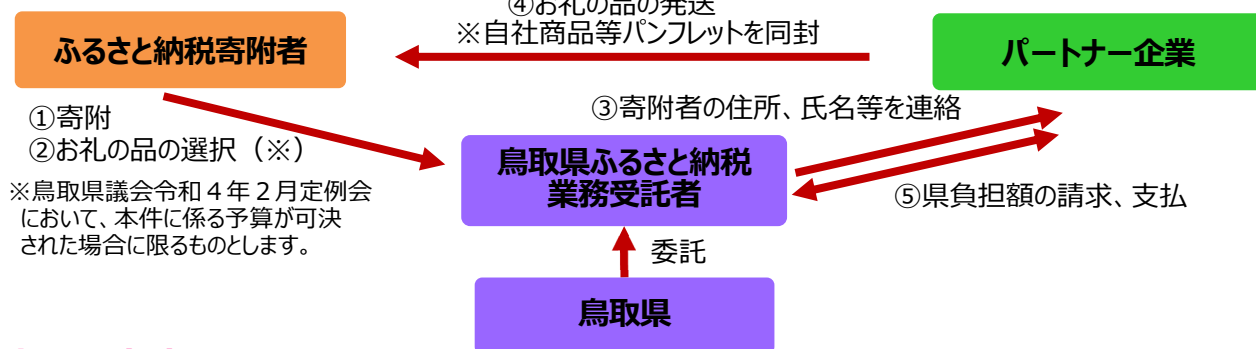 ④お礼の品の発送
※自社商品等パンフレットを同封
ふるさと納税寄附者
パートナー企業
①寄附
②お礼の品の選択（※）
※鳥取県議会令和４年２月定例会
において、本件に係る予算が可決
された場合に限るものとします。
③寄附者の住所、氏名等を連絡
鳥取県ふるさと納税
業務受託者
⑤県負担額の請求、支払
委託
鳥取県